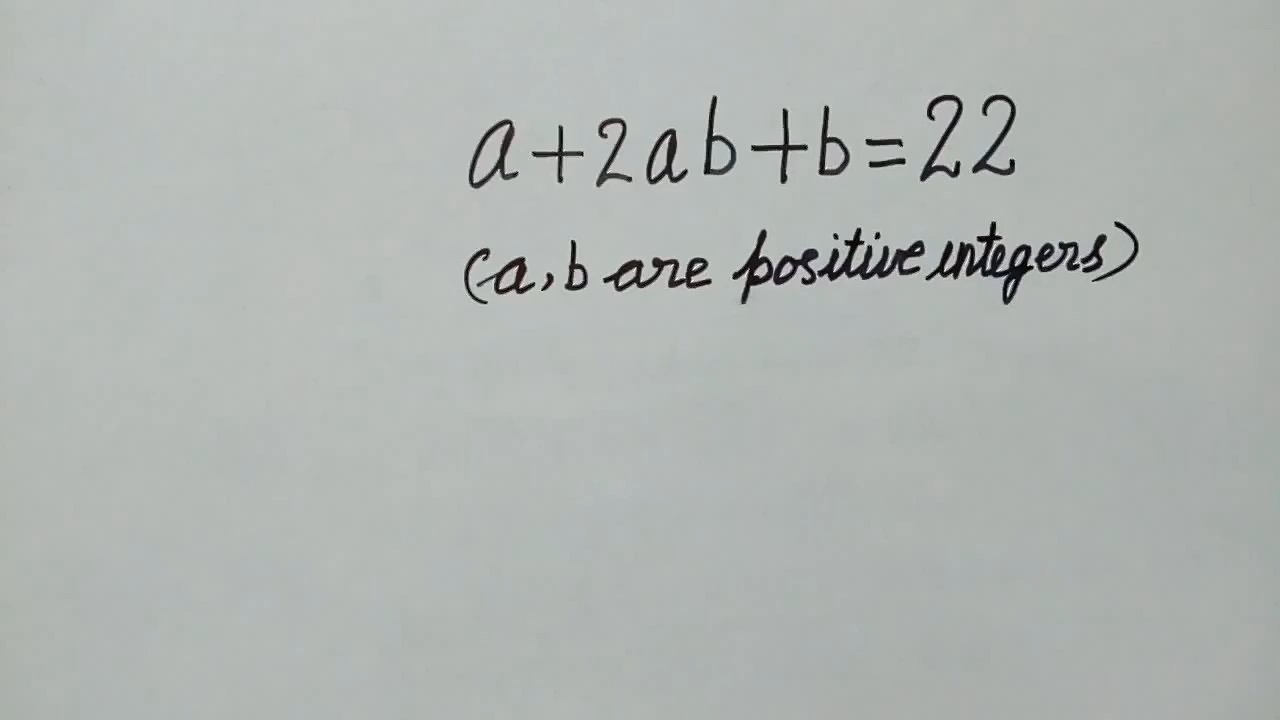 a+2ab+b=22
(a,b are positive integers)